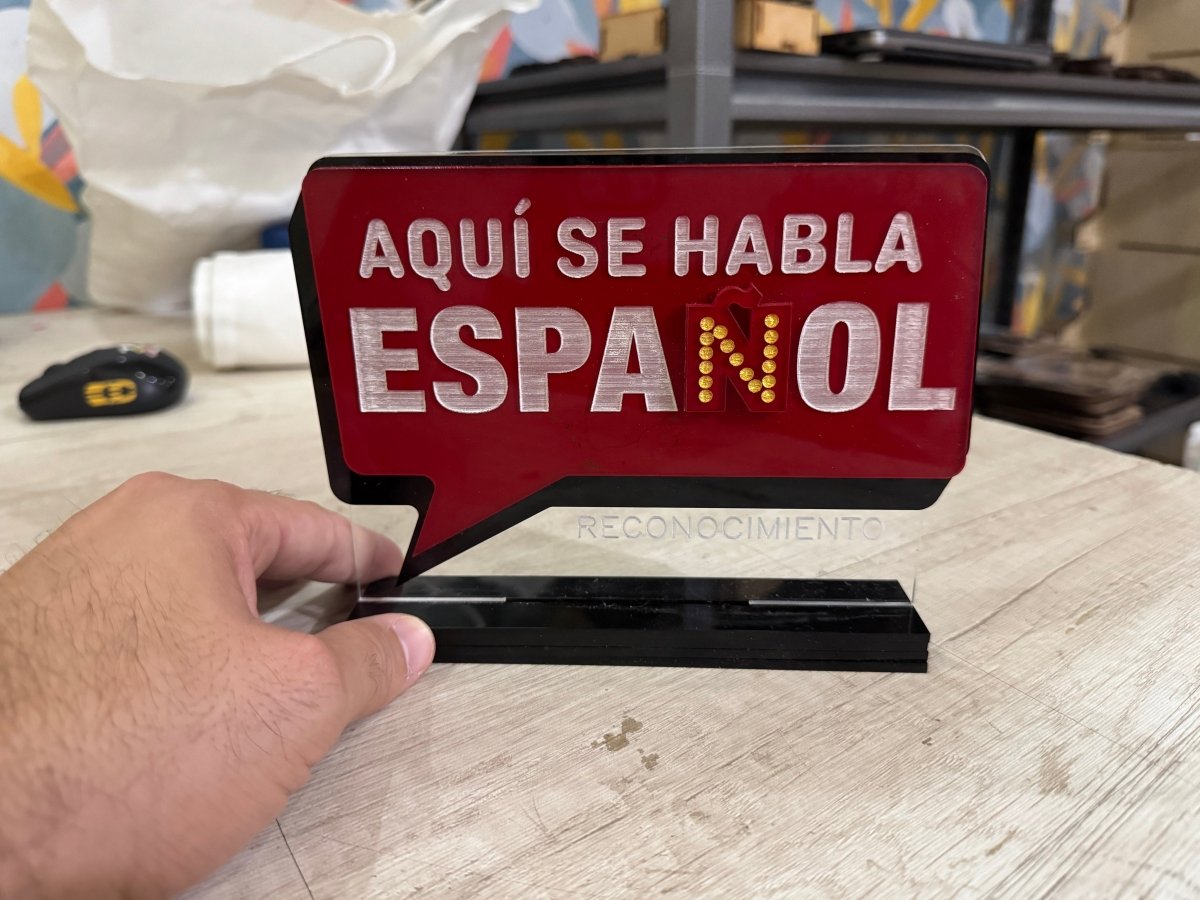 AQUÍ SE HABLA
ESPAÑOL
RECONOCIMIENTO